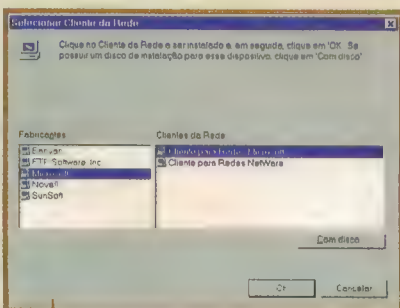 Selecionar Cliente da Rede
Clique no Cliente da Rede a ser instalado e, em seguida, clique em 'OK'. Se
possuir um disco de instalação para esse dispositivo, clique em 'Com disco'
Fabricantes
Banyan
FTP Software Inc
Microsoft
Novell
SunSoft
Clientes da Rede
Cliente para Redes Microsoft
Cliente para Redes NetWare
Com disco
OK
Cancelar